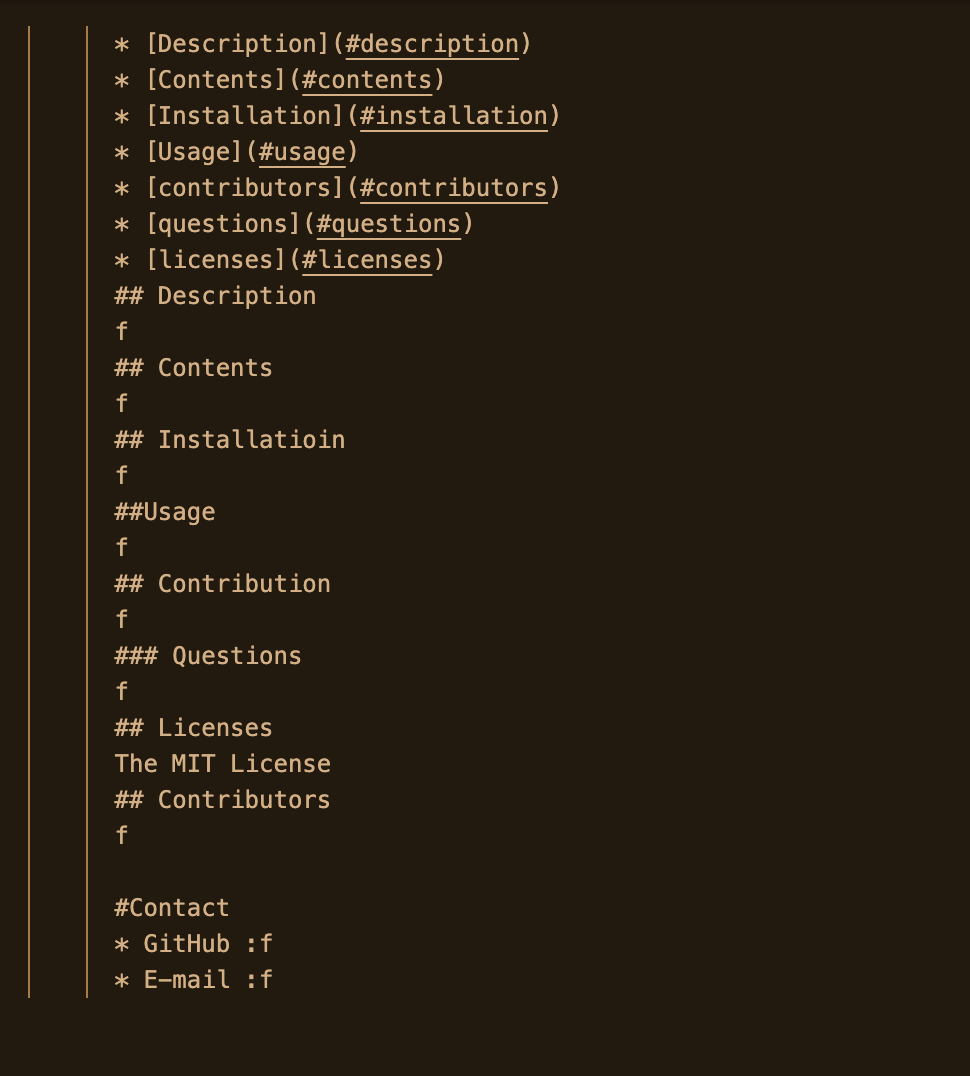 * [Description](#description)
* [Contents](#contents)
* [Installation](#installation)
* [Usage](#usage)
* [contributors](#contributors)
* [questions](#questions)
* [licenses](#licenses)
## Description
f
## Contents
f
## Installatioin
f
##Usage
f
## Contribution
f
### Questions
f
## Licenses
The MIT License
## Contributors
f
#Contact
* GitHub :f
* E-mail :f